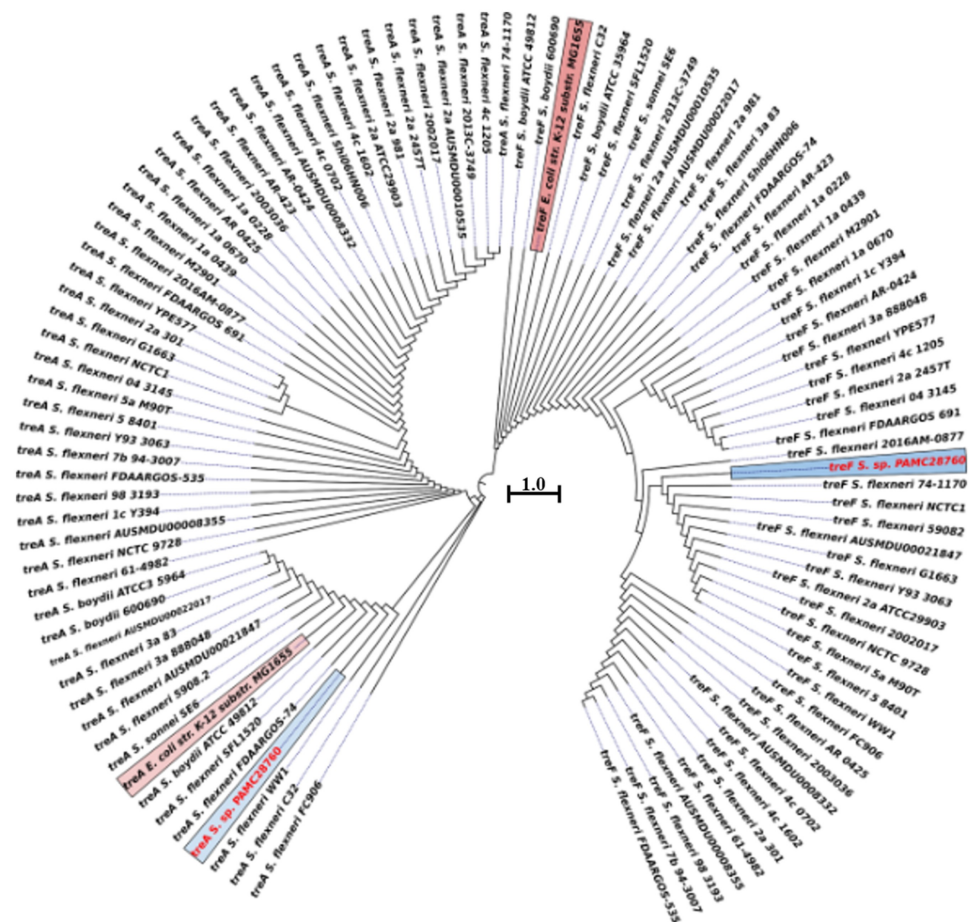 treA S. flexneri FC906
treA S. flexneri C32
treA S. flexneri WW1
treA S. sp. PAMC28760
treA S. flexneri FDAARGOS-74
treA S. flexneri SFL1520
treA S. boydii ATCC 49812
treA E. coli str. K-12 substr. MG1655
treA S. sonnei SE6
treA S. flexneri 5908.2
treA S. flexneri AUSMDU00021847
treA S. flexneri 3a 888048
treA S. flexneri 3a 83
treA S. flexneri AUSMDU00022017
treA S. boydii 600690
treA S. boydii ATCC3 5964
treA S. flexneri 61-4982
treA S. flexneri NCTC 9728
treA S. flexneri AUSMDU00008355
treA S. flexneri 1c Y394
treA S. flexneri 98 3193
treA S. flexneri FDAARGOS-535
treA S. flexneri 7b 94-3007
treA S. flexneri Y93 3063
treA S. flexneri 5 8401
treA S. flexneri 5a M90T
treA S. flexneri 04 3145
treA S. flexneri NCTC1
treA S. flexneri G1663
treA S. flexneri 2a 301
treA S. flexneri YPE577
treA S. flexneri FDAARGOS 691
treA S. flexneri 2016AM-0877
treA S. flexneri M2901
treA S. flexneri 1a 0439
treA S. flexneri 1a 0670
treA S. flexneri AR 0425
treA S. flexneri 1a 0228
treA S. flexneri 2003036
treA S. flexneri AR-423
treA S. flexneri AR-0424
treA S. flexneri AUSMDU00008332
treA S. flexneri 4c 0702
treA S. flexneri Shi06HN006
treA S. flexneri 4c 1602
treA S. flexneri 2a ATCC29903
treA S. flexneri 2a 981
treA S. flexneri 2a 2457T
treA S. flexneri 2002017
treA S. flexneri 2a AUSMDU00010535
treA S. flexneri 2013C-3749
treA S. flexneri 4c 1205
treA S. flexneri 74-1170
treF S. boydii ATCC 49812
treF S. boydii 600690
treF E. coli str. K-12 substr. MG1655
treF S. flexneri C32
treF S. boydii ATCC 35964
treF S. flexneri SFL1520
treF S. sonnei SE6
treF S. flexneri 2013C-3749
treF S. flexneri 2a AUSMDU00010535
treF S. flexneri AUSMDU00022017
treF S. flexneri 2a 981
treF S. flexneri 3a 83
treF S. flexneri Shi06HN006
treF S. flexneri FDAARGOS-74
treF S. flexneri AR-423
treF S. flexneri 1a 0228
treF S. flexneri 1a 0439
treF S. flexneri M2901
treF S. flexneri 1a 0670
treF S. flexneri 1c Y394
treF S. flexneri AR-0424
treF S. flexneri 3a 888048
treF S. flexneri YPE577
treF S. flexneri 4c 1205
treF S. flexneri 2a 2457T
treF S. flexneri 04 3145
treF S. flexneri FDAARGOS 691
treF S. flexneri 2016AM-0877
treF S. sp. PAMC28760
treF S. flexneri 74-1170
treF S. flexneri NCTC1
treF S. flexneri 59082
treF S. flexneri AUSMDU00021847
treF S. flexneri G1663
treF S. flexneri Y93 3063
treF S. flexneri 2a ATCC29903
treF S. flexneri 2002017
treF S. flexneri NCTC 9728
treF S. flexneri 5a M90T
treF S. flexneri 5 8401
treF S. flexneri WW1
treF S. flexneri FC906
treF S. flexneri AR 0425
treF S. flexneri 2003036
treF S. flexneri AUSMDU00008332
treF S. flexneri 4c 0702
treF S. flexneri 4c 1602
treF S. flexneri 2a 301
treF S. flexneri 61-4982
treF S. flexneri AUSMDU00008355
treF S. flexneri 98 3193
treF S. flexneri 7b 94-3007
treF S. flexneri FDAARGOS-535
1.0